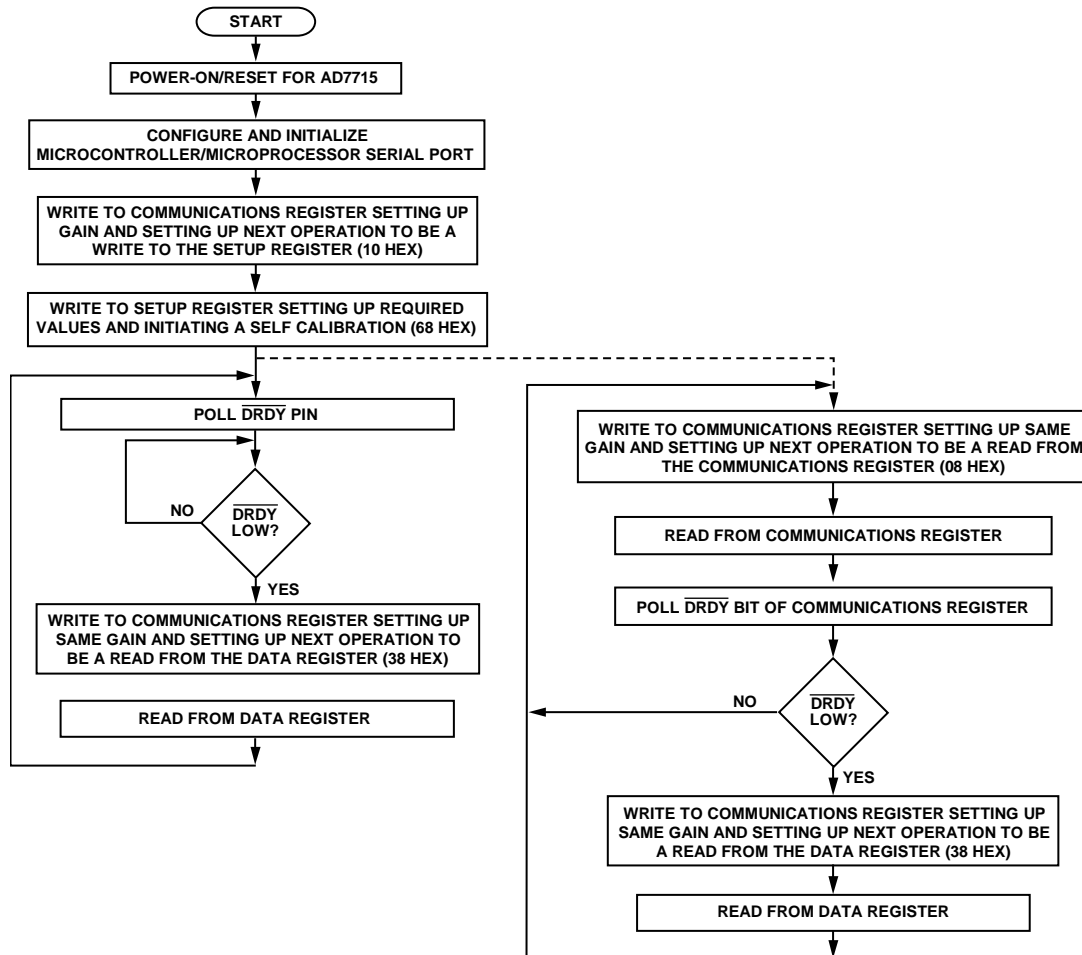 START
POWER-ON/RESET FOR AD7715
CONFIGURE AND INITIALIZE
MICROCONTROLLER/MICROPROCESSOR SERIAL PORT
WRITE TO COMMUNICATIONS REGISTER SETTING UP
GAIN AND SETTING UP NEXT OPERATION TO BE A
WRITE TO THE SETUP REGISTER (10 HEX)
WRITE TO SETUP REGISTER SETTING UP REQUIRED
VALUES AND INITIATING A SELF CALIBRATION (68 HEX)
POLL D̅R̅D̅Y̅ PIN
NO
D̅R̅D̅Y̅
LOW?
YES
WRITE TO COMMUNICATIONS REGISTER SETTING UP
SAME GAIN AND SETTING UP NEXT OPERATION TO
BE A READ FROM THE DATA REGISTER (38 HEX)
READ FROM DATA REGISTER
WRITE TO COMMUNICATIONS REGISTER SETTING UP SAME
GAIN AND SETTING UP NEXT OPERATION TO BE A READ FROM
THE COMMUNICATIONS REGISTER (08 HEX)
READ FROM COMMUNICATIONS REGISTER
POLL D̅R̅D̅Y̅ BIT OF COMMUNICATIONS REGISTER
NO
D̅R̅D̅Y̅
LOW?
YES
WRITE TO COMMUNICATIONS REGISTER SETTING UP
SAME GAIN AND SETTING UP NEXT OPERATION TO BE
A READ FROM THE DATA REGISTER (38 HEX)
READ FROM DATA REGISTER